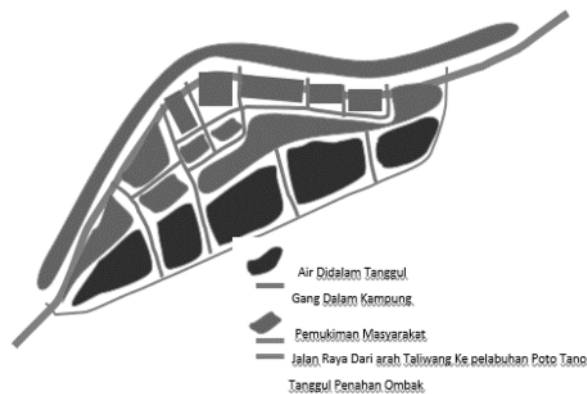 Air Didalam Tanggul
Gang Dalam Kampung
Pemukiman Masyarakat
Jalan Raya Dari arah Taliwang Ke pelabuhan Poto Tano
Tanggul Penahan Ombak